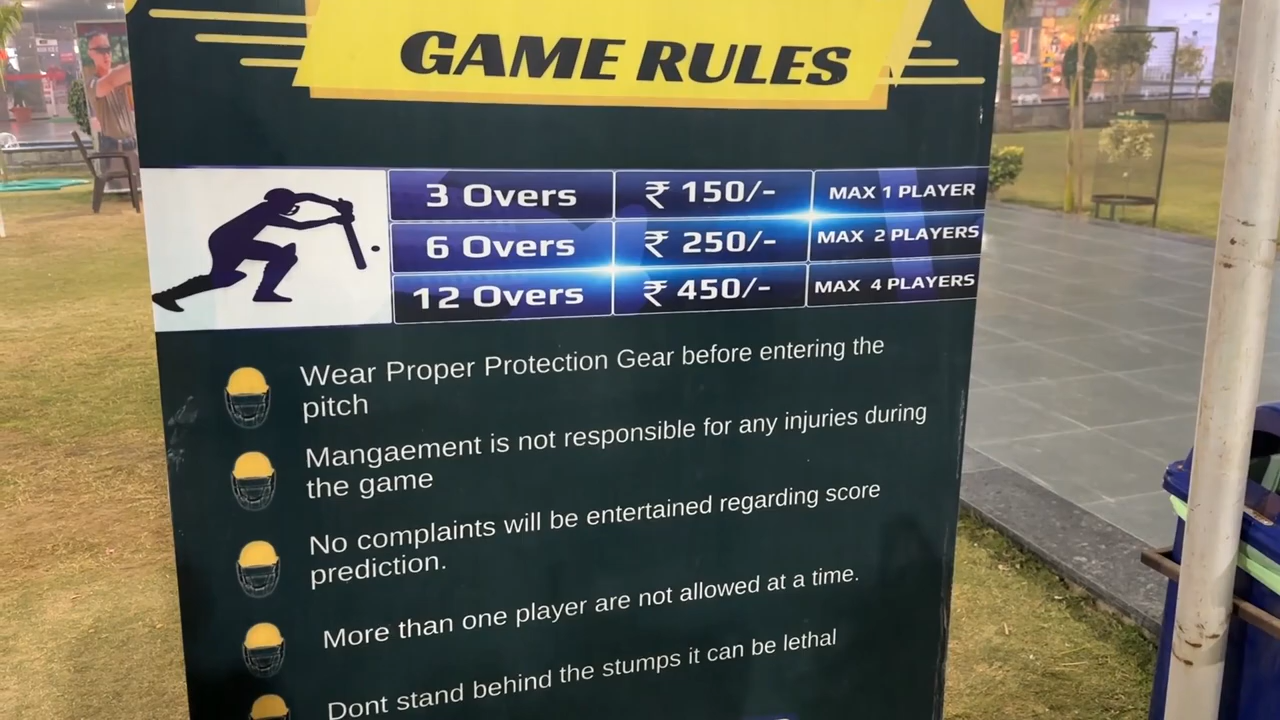 GAME RULES
3 Overs ₹ 150/- MAX 1 PLAYER
6 Overs ₹ 250/- MAX 2 PLAYERS
12 Overs ₹ 450/- MAX 4 PLAYERS
Wear Proper Protection Gear before entering the
pitch
Mangaement is not responsible for any injuries during
the game
No complaints will be entertained regarding score
prediction.
More than one player are not allowed at a time.
Dont stand behind the stumps it can be lethal